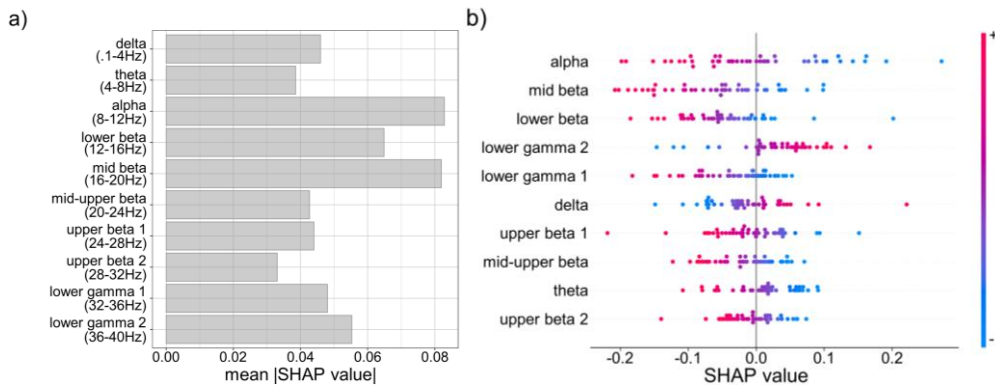 a)
delta
(.1-4Hz)
theta
(4-8Hz)
alpha
(8-12Hz)
lower beta
(12-16Hz)
mid beta
(16-20Hz)
mid-upper beta
(20-24Hz)
upper beta 1
(24-28Hz)
upper beta 2
(28-32Hz)
lower gamma 1
(32-36Hz)
lower gamma 2
(36-40Hz)
0.00 0.02 0.04 0.06 0.08
mean |SHAP value|
b)
alpha
mid beta
lower beta
lower gamma 2
lower gamma 1
delta
upper beta 1
mid-upper beta
theta
upper beta 2
-0.2 -0.1 0.0 0.1 0.2
SHAP value
+
-